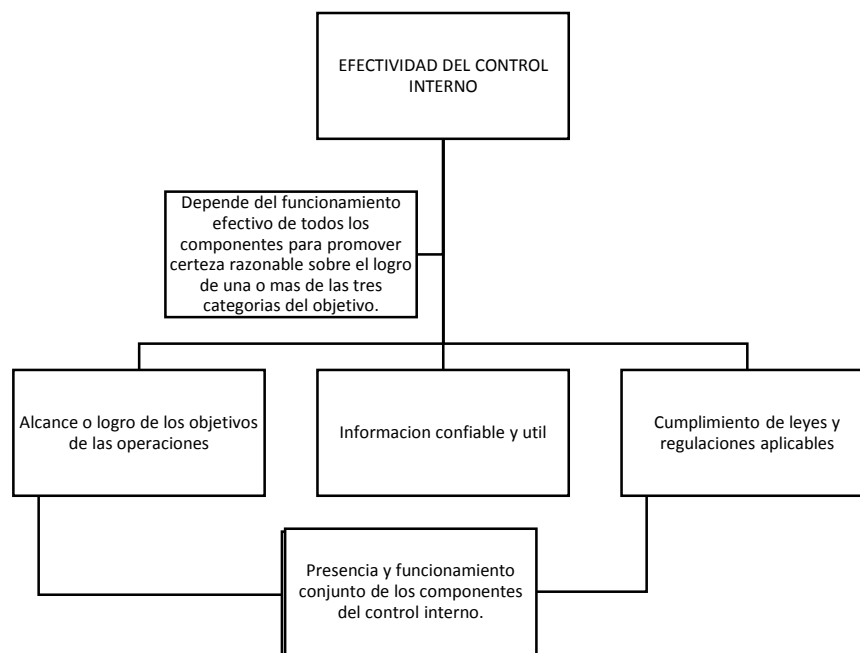 EFECTIVIDAD DEL CONTROL
INTERNO
Depende del funcionamiento
efectivo de todos los
componentes para promover
certeza razonable sobre el logro
de una o mas de las tres
categorias del objetivo.
Alcance o logro de los objetivos
de las operaciones
Informacion confiable y util
Cumplimiento de leyes y
regulaciones aplicables
Presencia y funcionamiento
conjunto de los componentes
del control interno.